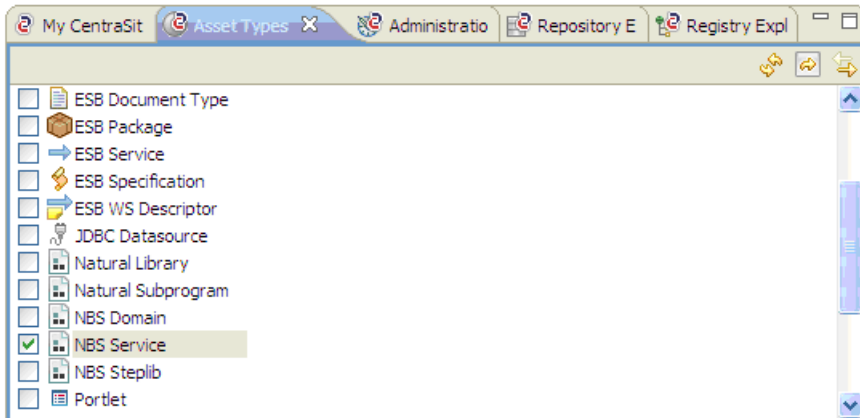 My CentraSit
Asset Types
Administratio
Repository E
Registry Expl
ESB Document Type
ESB Package
ESB Service
ESB Specification
ESB WS Descriptor
JDBC Datasource
Natural Library
Natural Subprogram
NBS Domain
NBS Service
NBS Steplib
Portlet